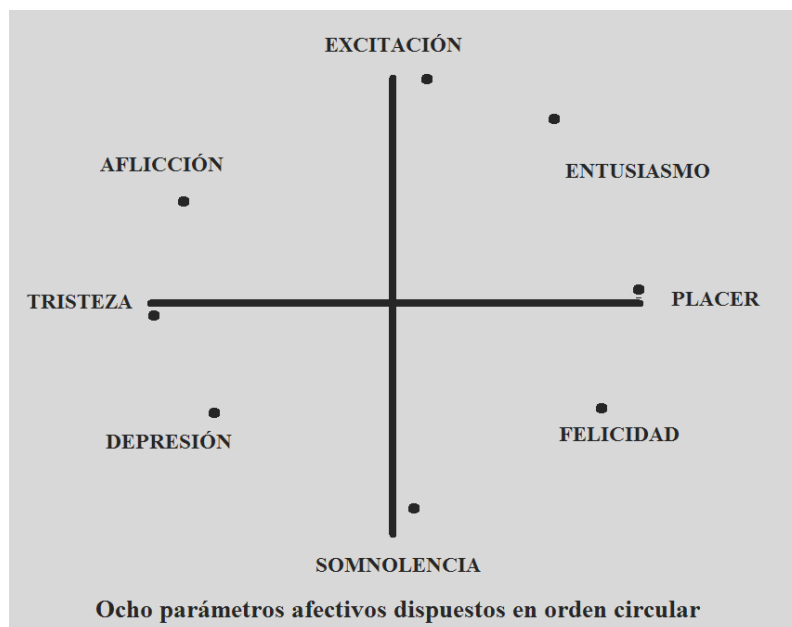 EXCITACIÓN
AFLICCIÓN
ENTUSIASMO
TRISTEZA
PLACER
DEPRESIÓN
FELICIDAD
SOMNOLENCIA
Ocho parámetros afectivos dispuestos en orden circular